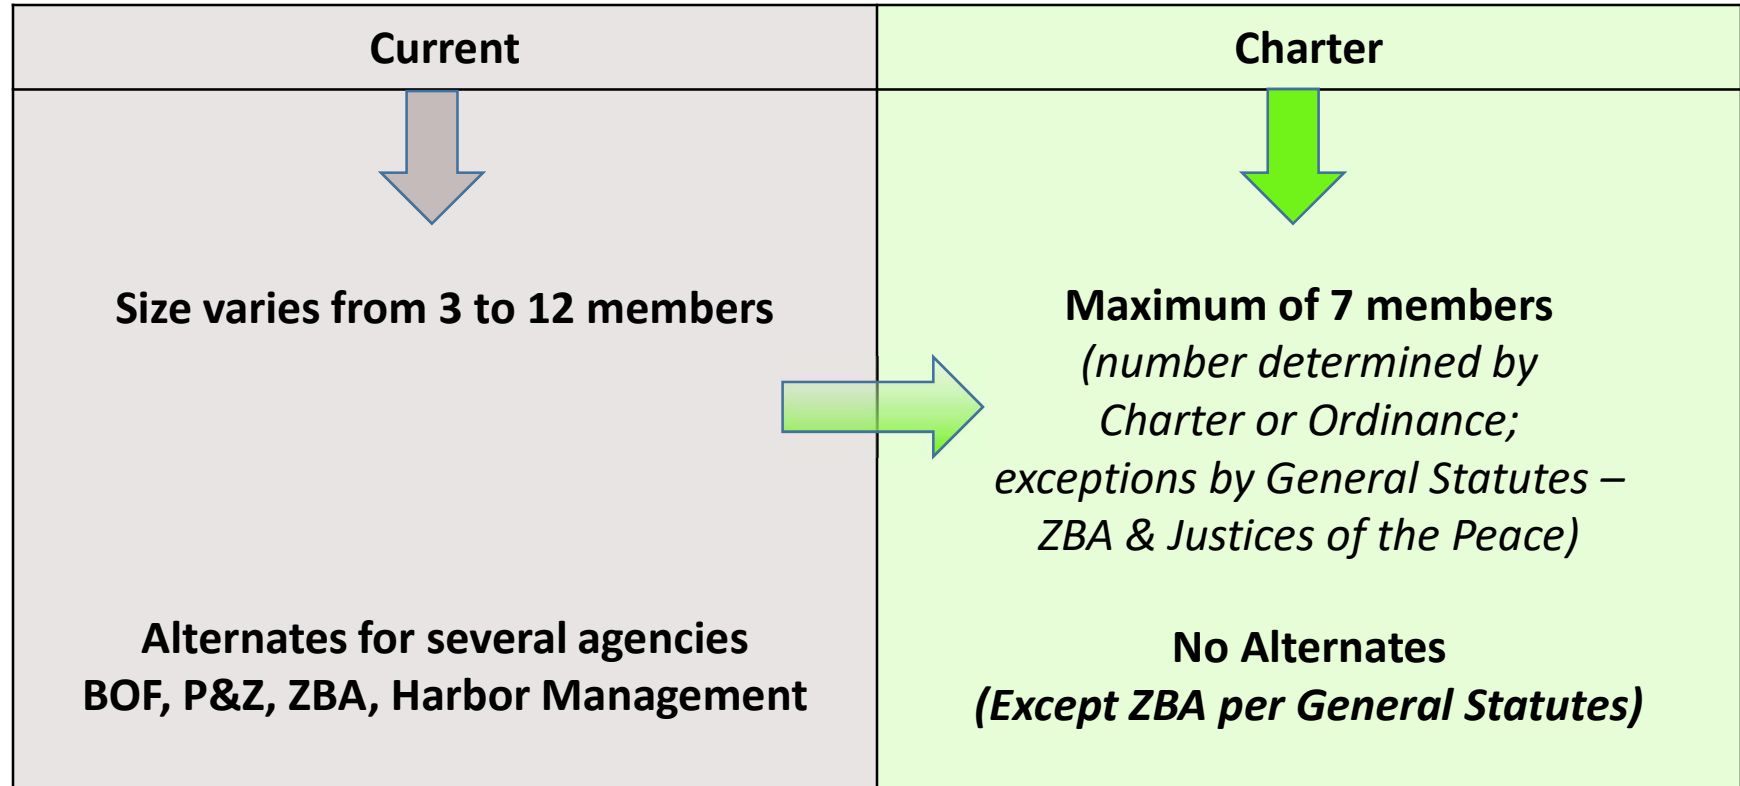 Current
Size varies from 3 to 12 members
Alternates for several agencies
BOF, P&Z, ZBA, Harbor Management
Charter
Maximum of 7 members
(number determined by
Charter or Ordinance;
exceptions by General Statutes –
ZBA & Justices of the Peace)
No Alternates
(Except ZBA per General Statutes)